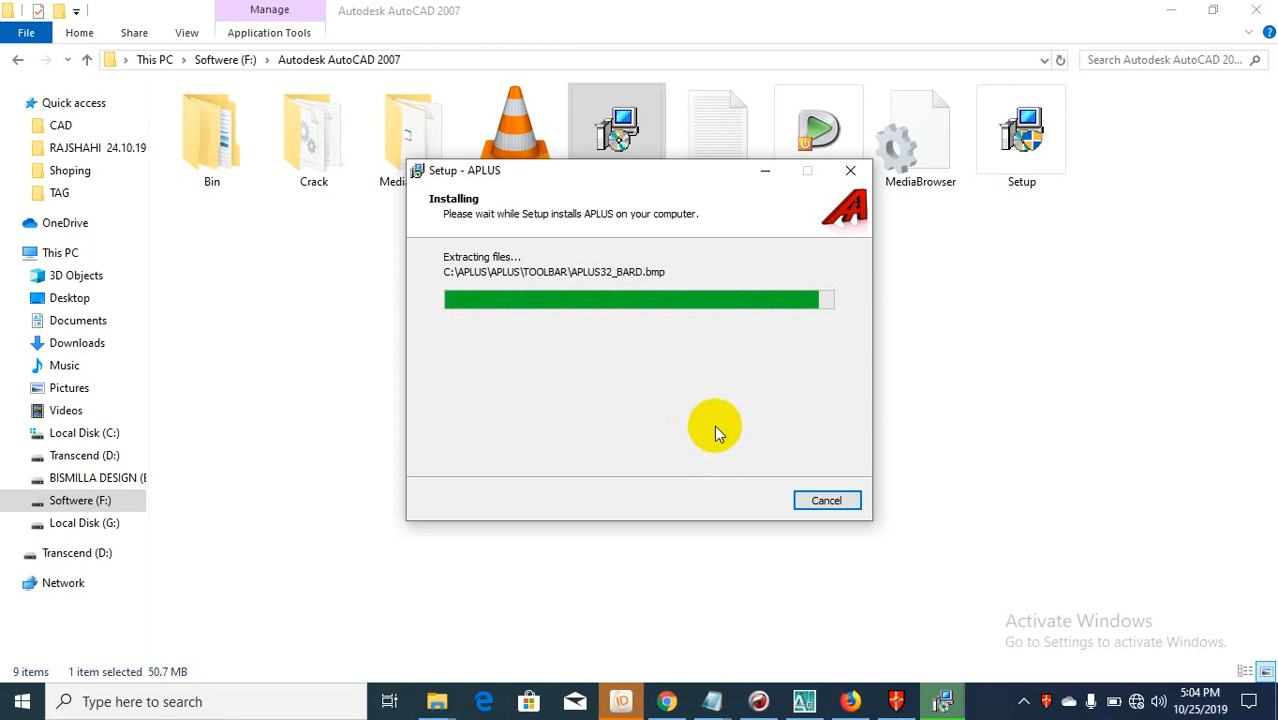 Manage
Autodesk AutoCAD 2007
File
Home
Share
View
Application Tools
This PC
Softwere (F:)
Autodesk AutoCAD 2007
Search Autodesk AutoCAD 20...
Quick access
CAD
RAJSHAHI 24.10.19
Shoping
TAG
OneDrive
This PC
3D Objects
Desktop
Documents
Downloads
Music
Pictures
Videos
Local Disk (C:)
Transcend (D:)
BISMILLA DESIGN (E
Softwere (F:)
Local Disk (G:)
Transcend (D:)
Network
Bin
Crack
Med
MediaBrowser
Setup
Setup - APLUS
Installing
Please wait while Setup installs APLUS on your computer.
Extracting files...
C:\APLUS\APLUS\TOOLBAR\APLUS32_BARD.bmp
Cancel
Activate Windows
Go to Settings to activate Windows.
9 items
1 item selected 50.7 MB
Type here to search
5:04 PM
10/25/2019